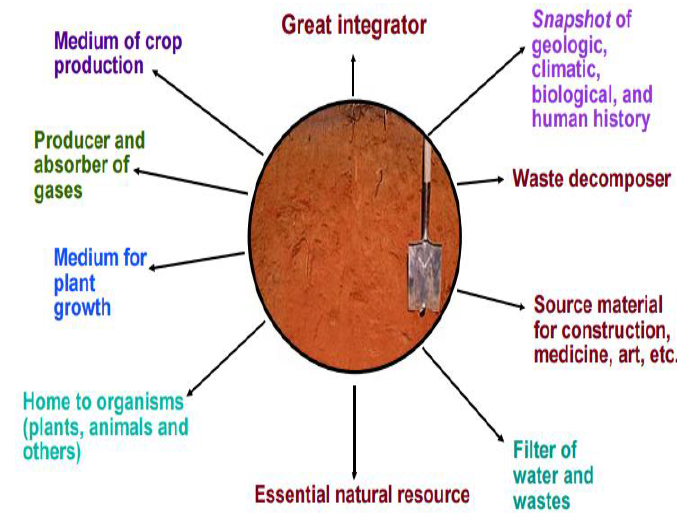 Great integrator
Snapshot of
geologic,
climatic,
biological, and
human history
Waste decomposer
Source material
for construction,
medicine, art, etc.
Filter of
water and
wastes
Essential natural resource
Home to organisms
(plants, animals and
others)
Medium for
plant
growth
Producer and
absorber of
gases
Medium of crop
production